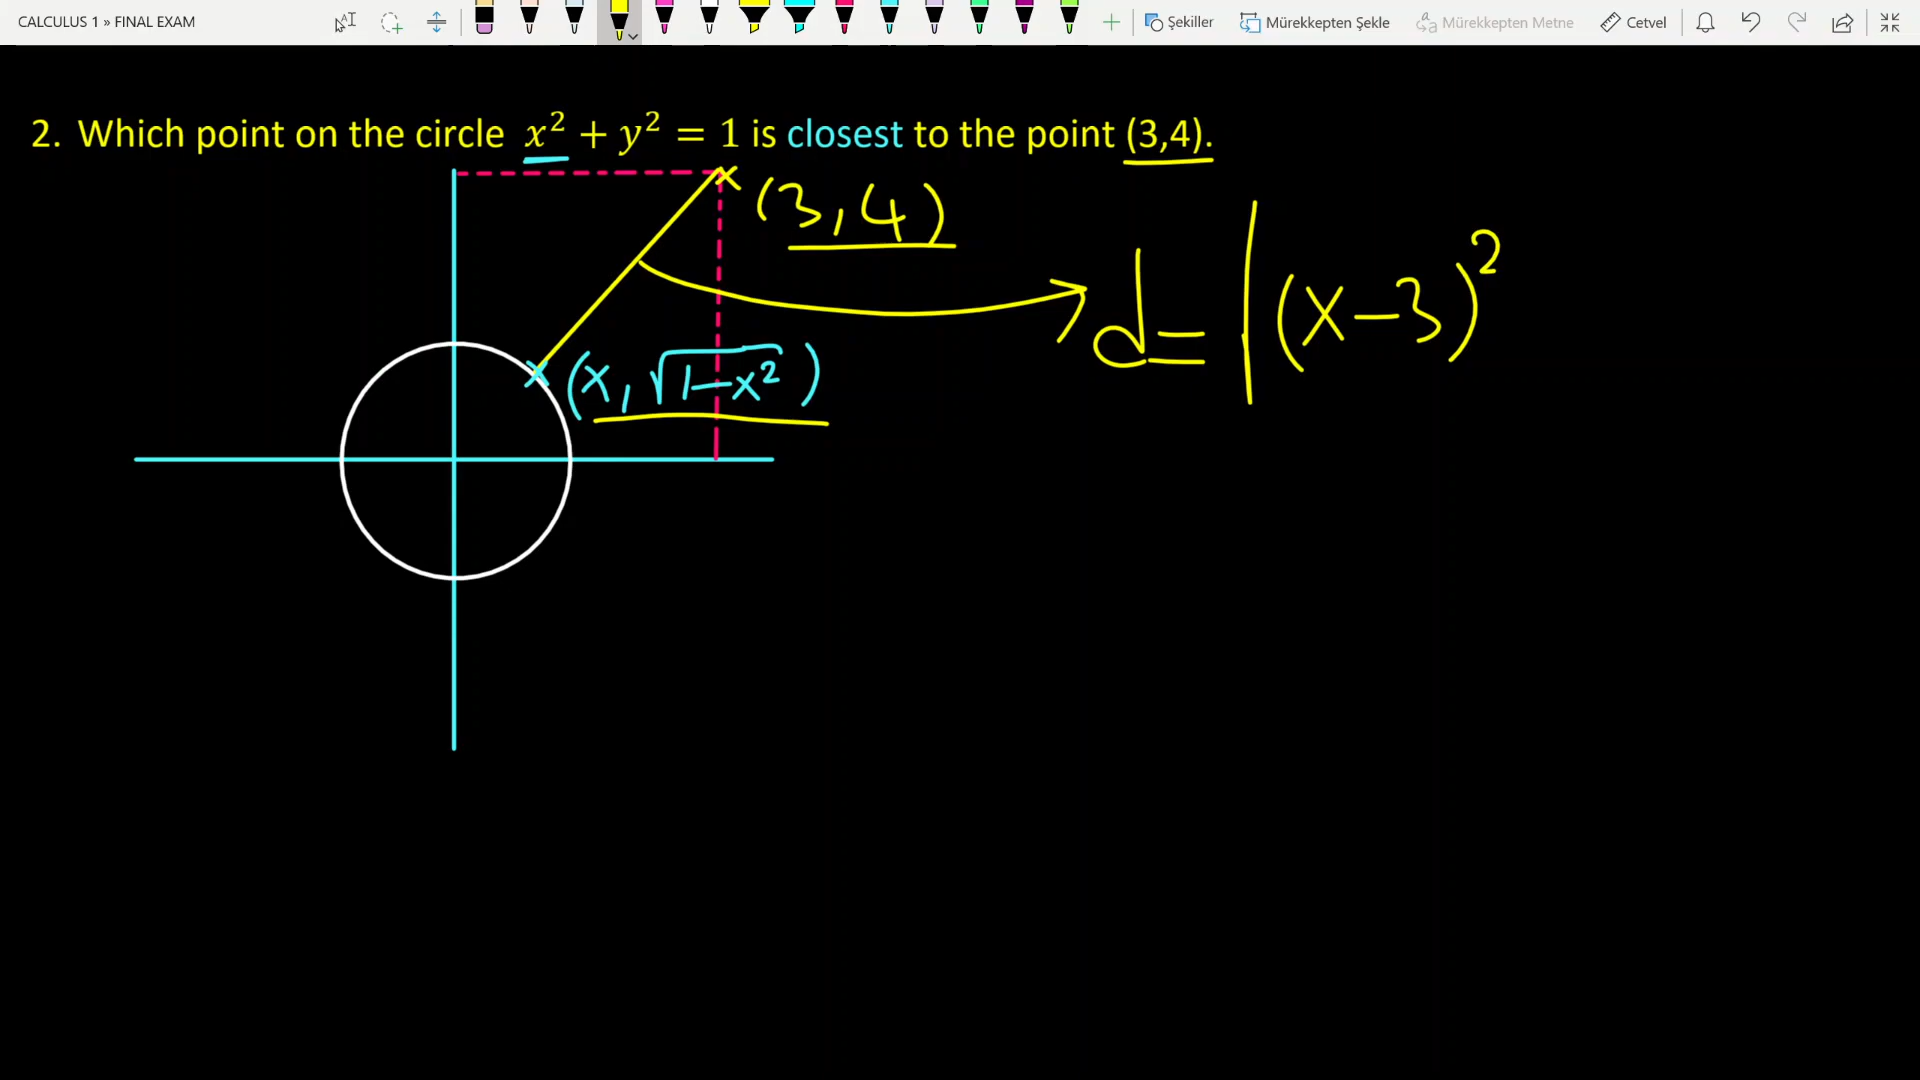 CALCULUS 1 » FINAL EXAM
Şekiller
Mürekkepten Şekle
Mürekkepten Metne
Cetvel
2. Which point on the circle x² + y² = 1 is closest to the point (3,4).
(3,4)
d= (x-3)²
(x, √1-x²)